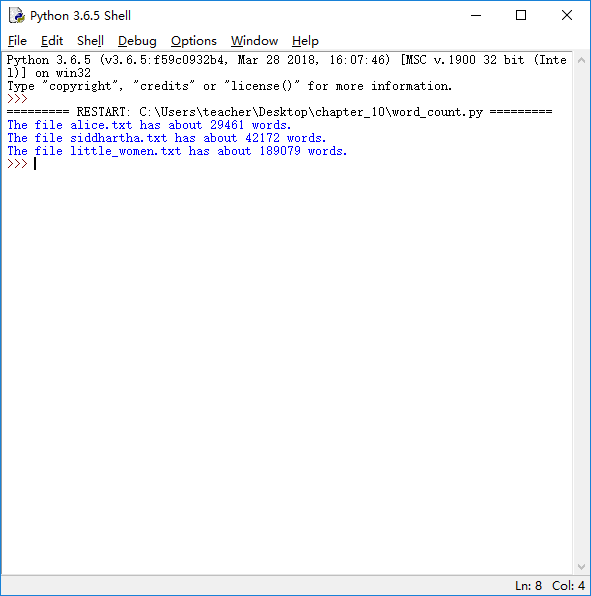 Python 3.6.5 Shell
File Edit Shell Debug Options Window Help
Python 3.6.5 (v3.6.5:f59c0932b4, Mar 28 2018, 16:07:46) [MSC v.1900 32 bit (Inte
l)] on win32
Type "copyright", "credits" or "license()" for more information.
>>>
========= RESTART: C:\Users\teacher\Desktop\chapter_10\word_count.py =========
The file alice.txt has about 29461 words.
The file siddhartha.txt has about 42172 words.
The file little_women.txt has about 189079 words.
>>>
Ln: 8 Col: 4